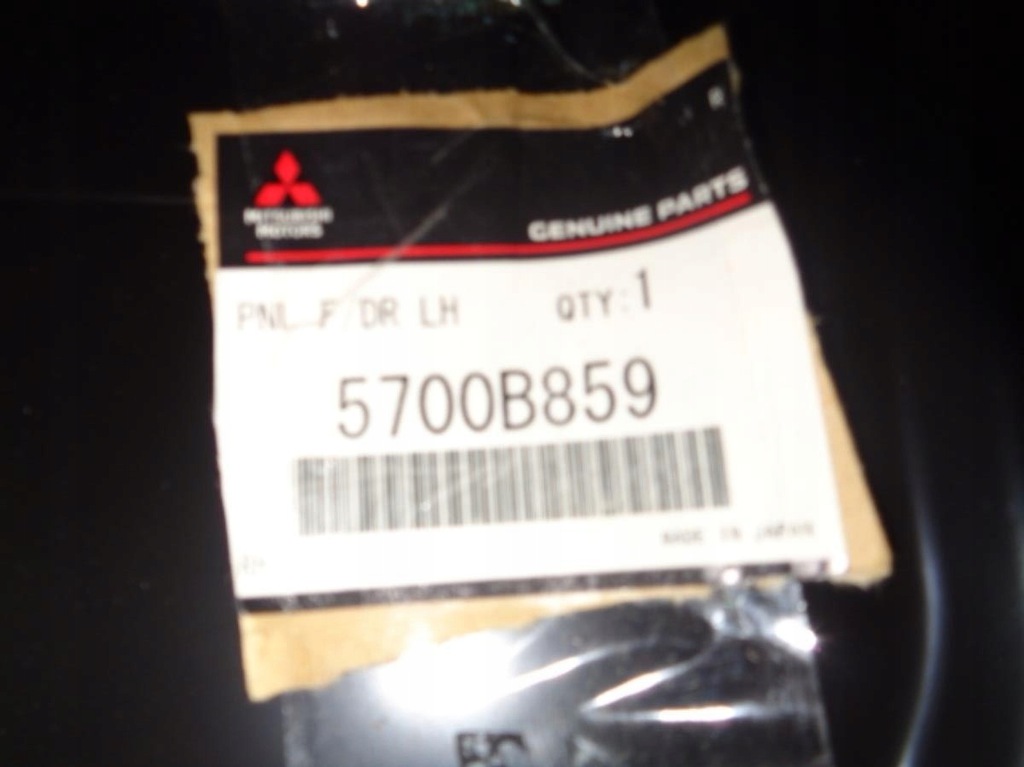 MITSUBISHI
MOTORS
GENUINE PARTS
PNL F DR LH QTY:1
5700B859
MADE IN JAPAN